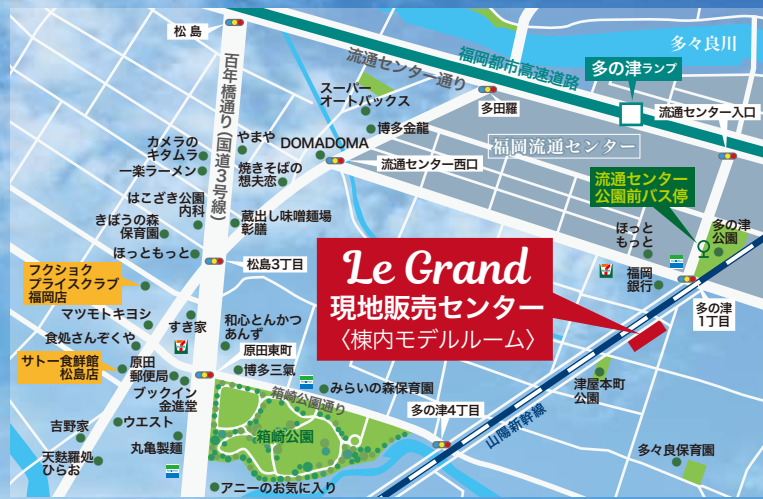 松島
百年橋通り(国道3号線)
流通センター通り
福岡都市高速道路
多々良川
多の津ランプ
スーパー
オートバックス
多田羅
流通センター入口
博多金龍
カメラの
キタムラ
やまや
DOMADOMA
福岡流通センター
一楽ラーメン
焼きそばの
想夫恋
流通センター西口
流通センター
公園前バス停
はこざき公園
内科
蔵出し味噌麺場
彰膳
きぼうの森
保育園
ほっと
もっと
多の津
公園
ほっともっと
松島3丁目
Le Grand
現地販売センター
〈棟内モデルルーム〉
福岡
銀行
フクショク
プライスクラブ
福岡店
多の津
1丁目
マツモトキヨシ
すき家
和心とんかつ
あんず
食処さんぞくや
原田東町
サトー食鮮館
松島店
原田
郵便局
博多三氣
みらいの森保育園
津屋本町
公園
ブックイン
金進堂
箱崎公園通り
多の津4丁目
山陽新幹線
吉野家
ウエスト
箱崎公園
丸亀製麺
多々良保育園
天麩羅処
ひらお
アニーのお気に入り